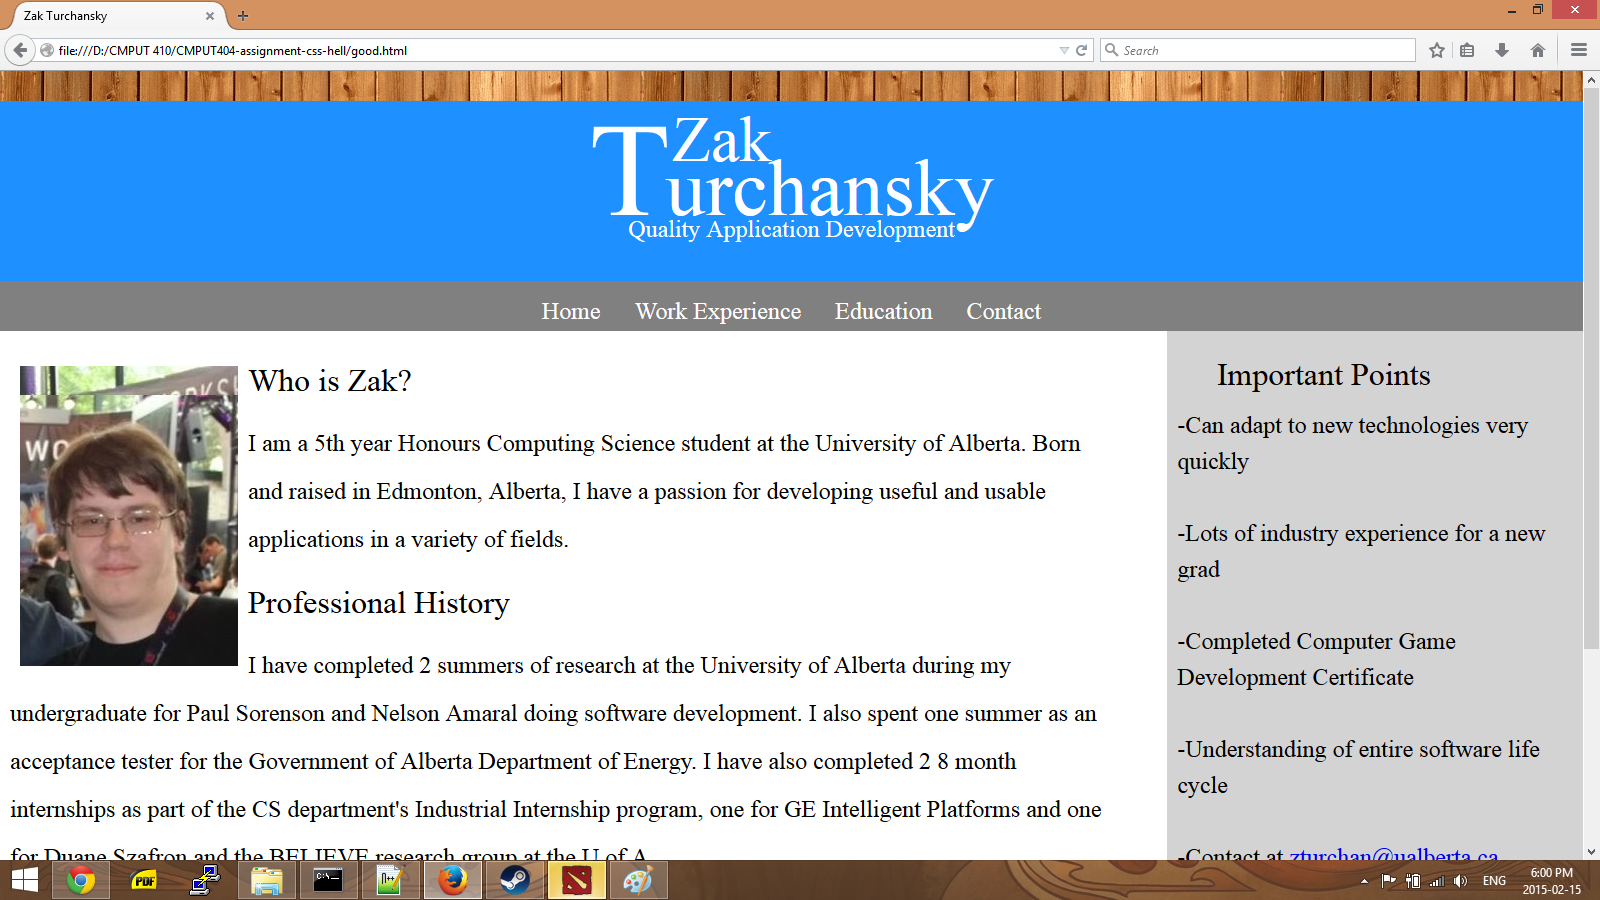 Zak Turchansky
file:///D:/CMPUT 410/CMPUT404-assignment-css-hell/good.html
Search
Zak
Turchansky
Quality Application Development
Home Work Experience Education Contact
Who is Zak?
I am a 5th year Honours Computing Science student at the University of Alberta. Born
and raised in Edmonton, Alberta, I have a passion for developing useful and usable
applications in a variety of fields.
Professional History
I have completed 2 summers of research at the University of Alberta during my
undergraduate for Paul Sorenson and Nelson Amaral doing software development. I also spent one summer as an
acceptance tester for the Government of Alberta Department of Energy. I have also completed 2 8 month
internships as part of the CS department's Industrial Internship program, one for GE Intelligent Platforms and one
for Duane Szafron and the BELIEVE research group at the U of A.
Important Points
-Can adapt to new technologies very
quickly
-Lots of industry experience for a new
grad
-Completed Computer Game
Development Certificate
-Understanding of entire software life
cycle
-Contact at zturchan@ualberta.ca
PDF
ENG
6:00 PM
2015-02-15